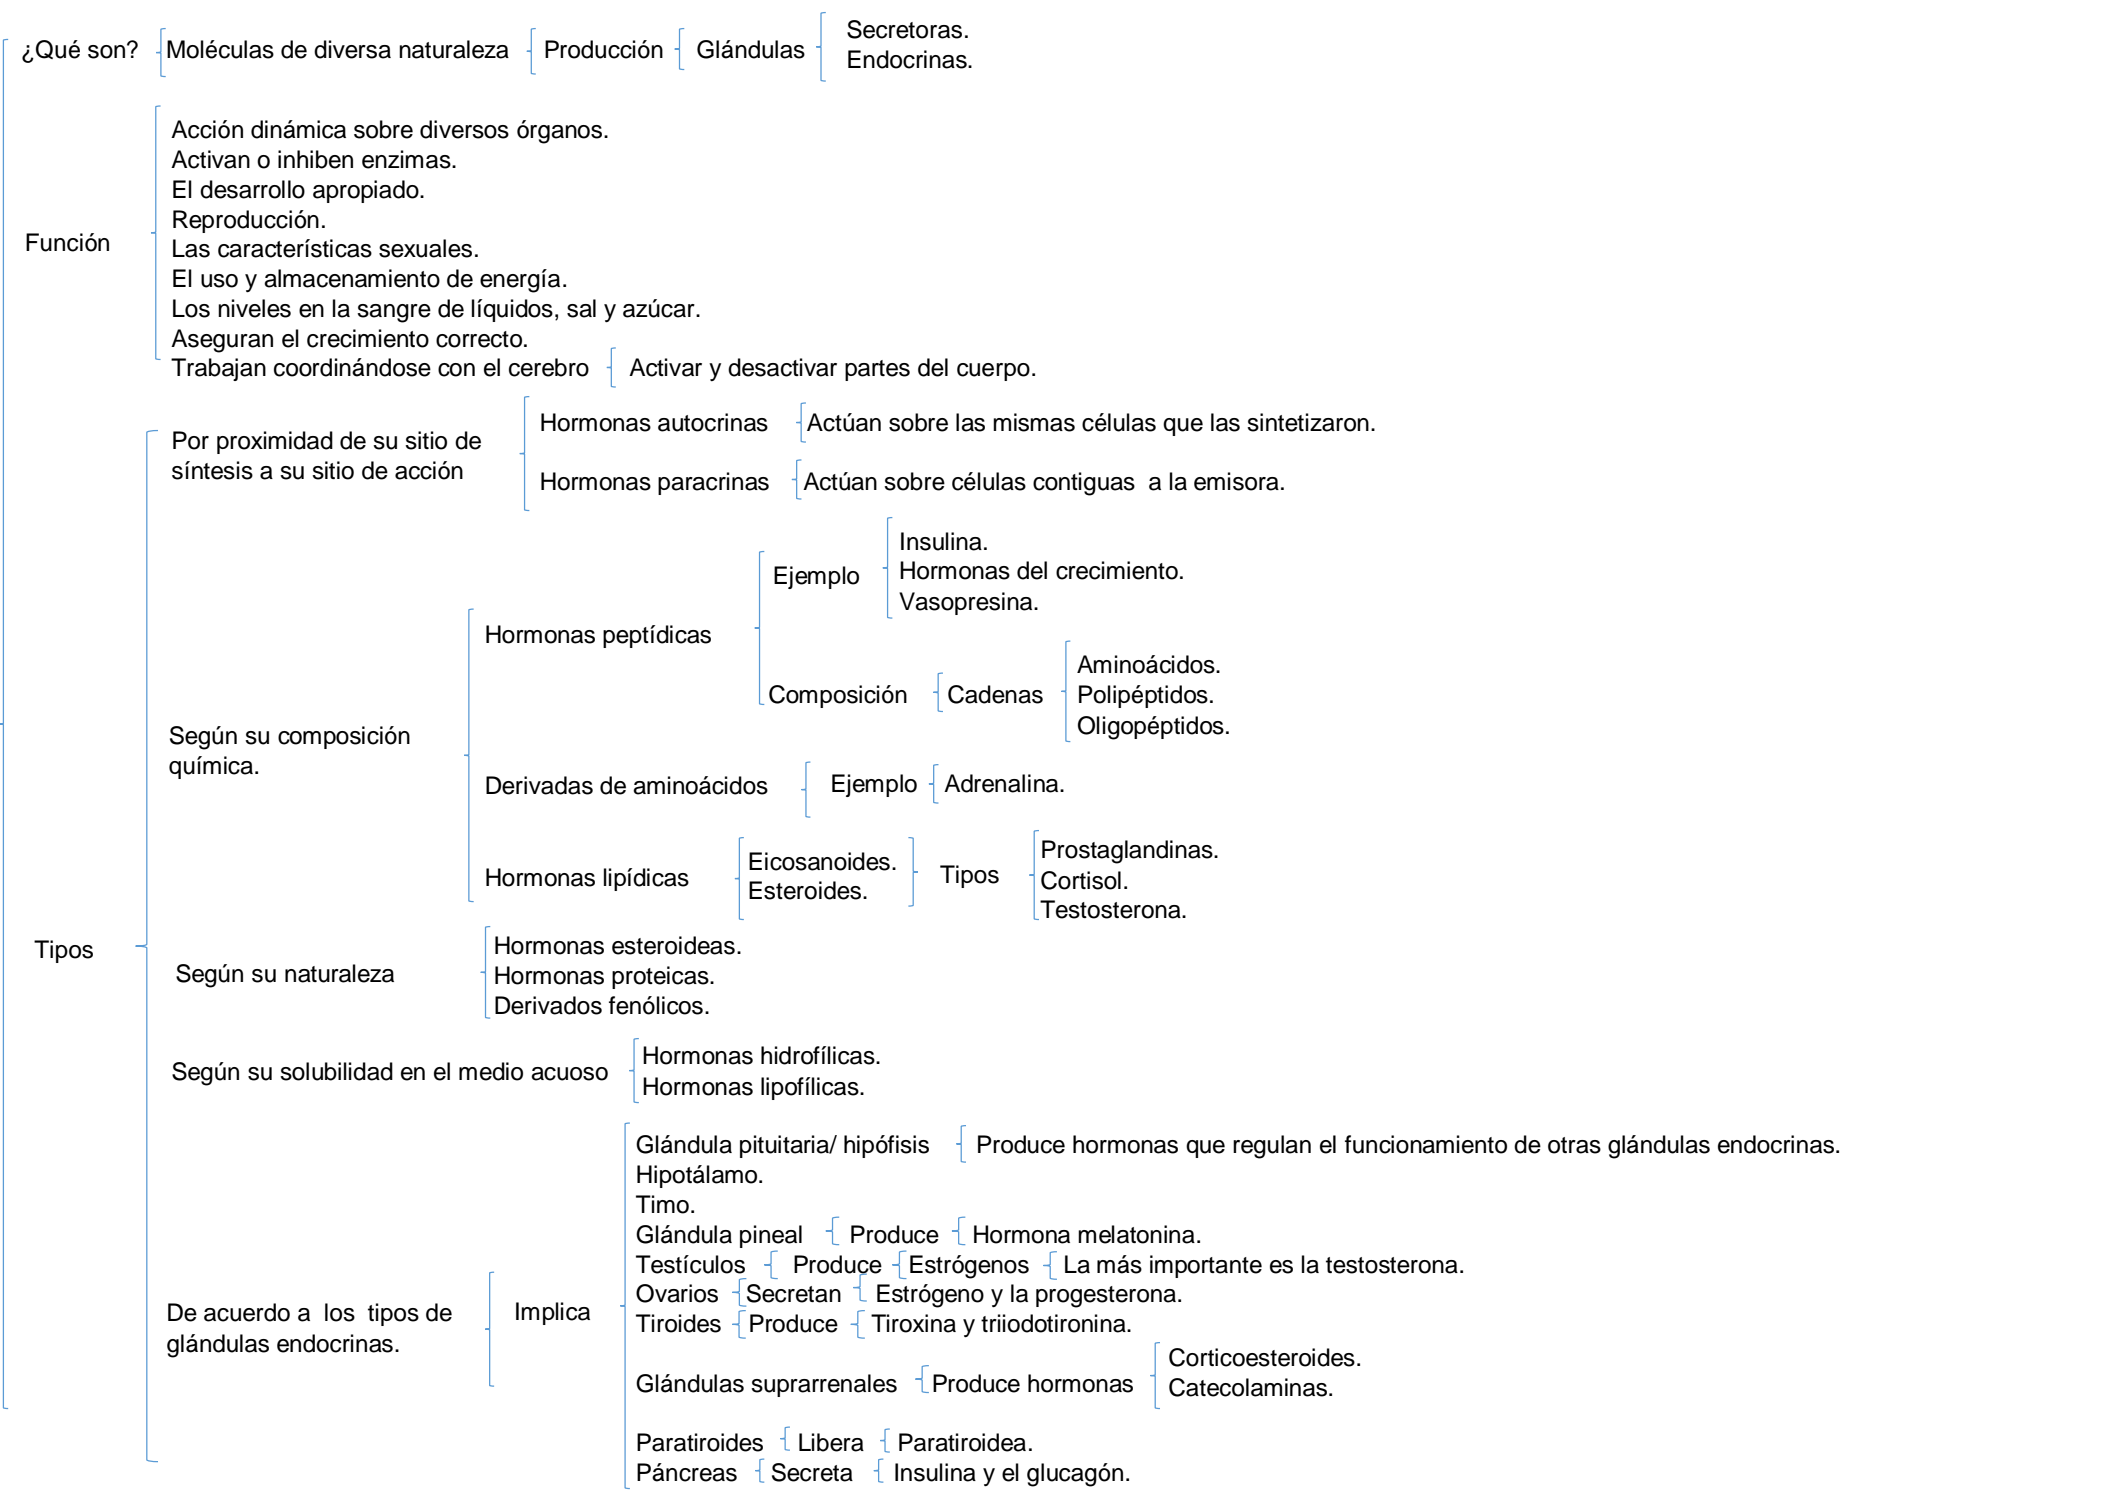 ¿Qué son? Moléculas de diversa naturaleza Producción Glándulas Secretoras.
Endocrinas.
Función
Acción dinámica sobre diversos órganos.
Activan o inhiben enzimas.
El desarrollo apropiado.
Reproducción.
Las características sexuales.
El uso y almacenamiento de energía.
Los niveles en la sangre de líquidos, sal y azúcar.
Aseguran el crecimiento correcto.
Trabajan coordinándose con el cerebro Activar y desactivar partes del cuerpo.
Tipos
Por proximidad de su sitio de
síntesis a su sitio de acción
Hormonas autocrinas Actúan sobre las mismas células que las sintetizaron.
Hormonas paracrinas Actúan sobre células contiguas a la emisora.
Según su composición
química.
Hormonas peptídicas
Ejemplo
Insulina.
Hormonas del crecimiento.
Vasopresina.
Composición Cadenas
Aminoácidos.
Polipéptidos.
Oligopéptidos.
Derivadas de aminoácidos Ejemplo Adrenalina.
Hormonas lipídicas
Eicosanoides.
Esteroides.
Tipos
Prostaglandinas.
Cortisol.
Testosterona.
Según su naturaleza
Hormonas esteroideas.
Hormonas proteicas.
Derivados fenólicos.
Según su solubilidad en el medio acuoso
Hormonas hidrofílicas.
Hormonas lipofílicas.
De acuerdo a los tipos de
glándulas endocrinas.
Implica
Glándula pituitaria/ hipófisis Produce hormonas que regulan el funcionamiento de otras glándulas endocrinas.
Hipotálamo.
Timo.
Glándula pineal Produce Hormona melatonina.
Testículos Produce Estrógenos La más importante es la testosterona.
Ovarios Secretan Estrógeno y la progesterona.
Tiroides Produce Tiroxina y triiodotironina.
Glándulas suprarrenales Produce hormonas
Corticoesteroides.
Catecolaminas.
Paratiroides Libera Paratiroidea.
Páncreas Secreta Insulina y el glucagón.